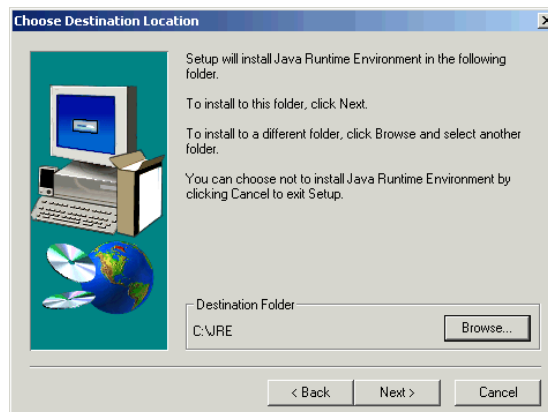 Choose Destination Location
Setup will install Java Runtime Environment in the following
folder.
To install to this folder, click Next.
To install to a different folder, click Browse and select another
folder.
You can choose not to install Java Runtime Environment by
clicking Cancel to exit Setup.
Destination Folder
C:\JRE
Browse...
< Back
Next >
Cancel